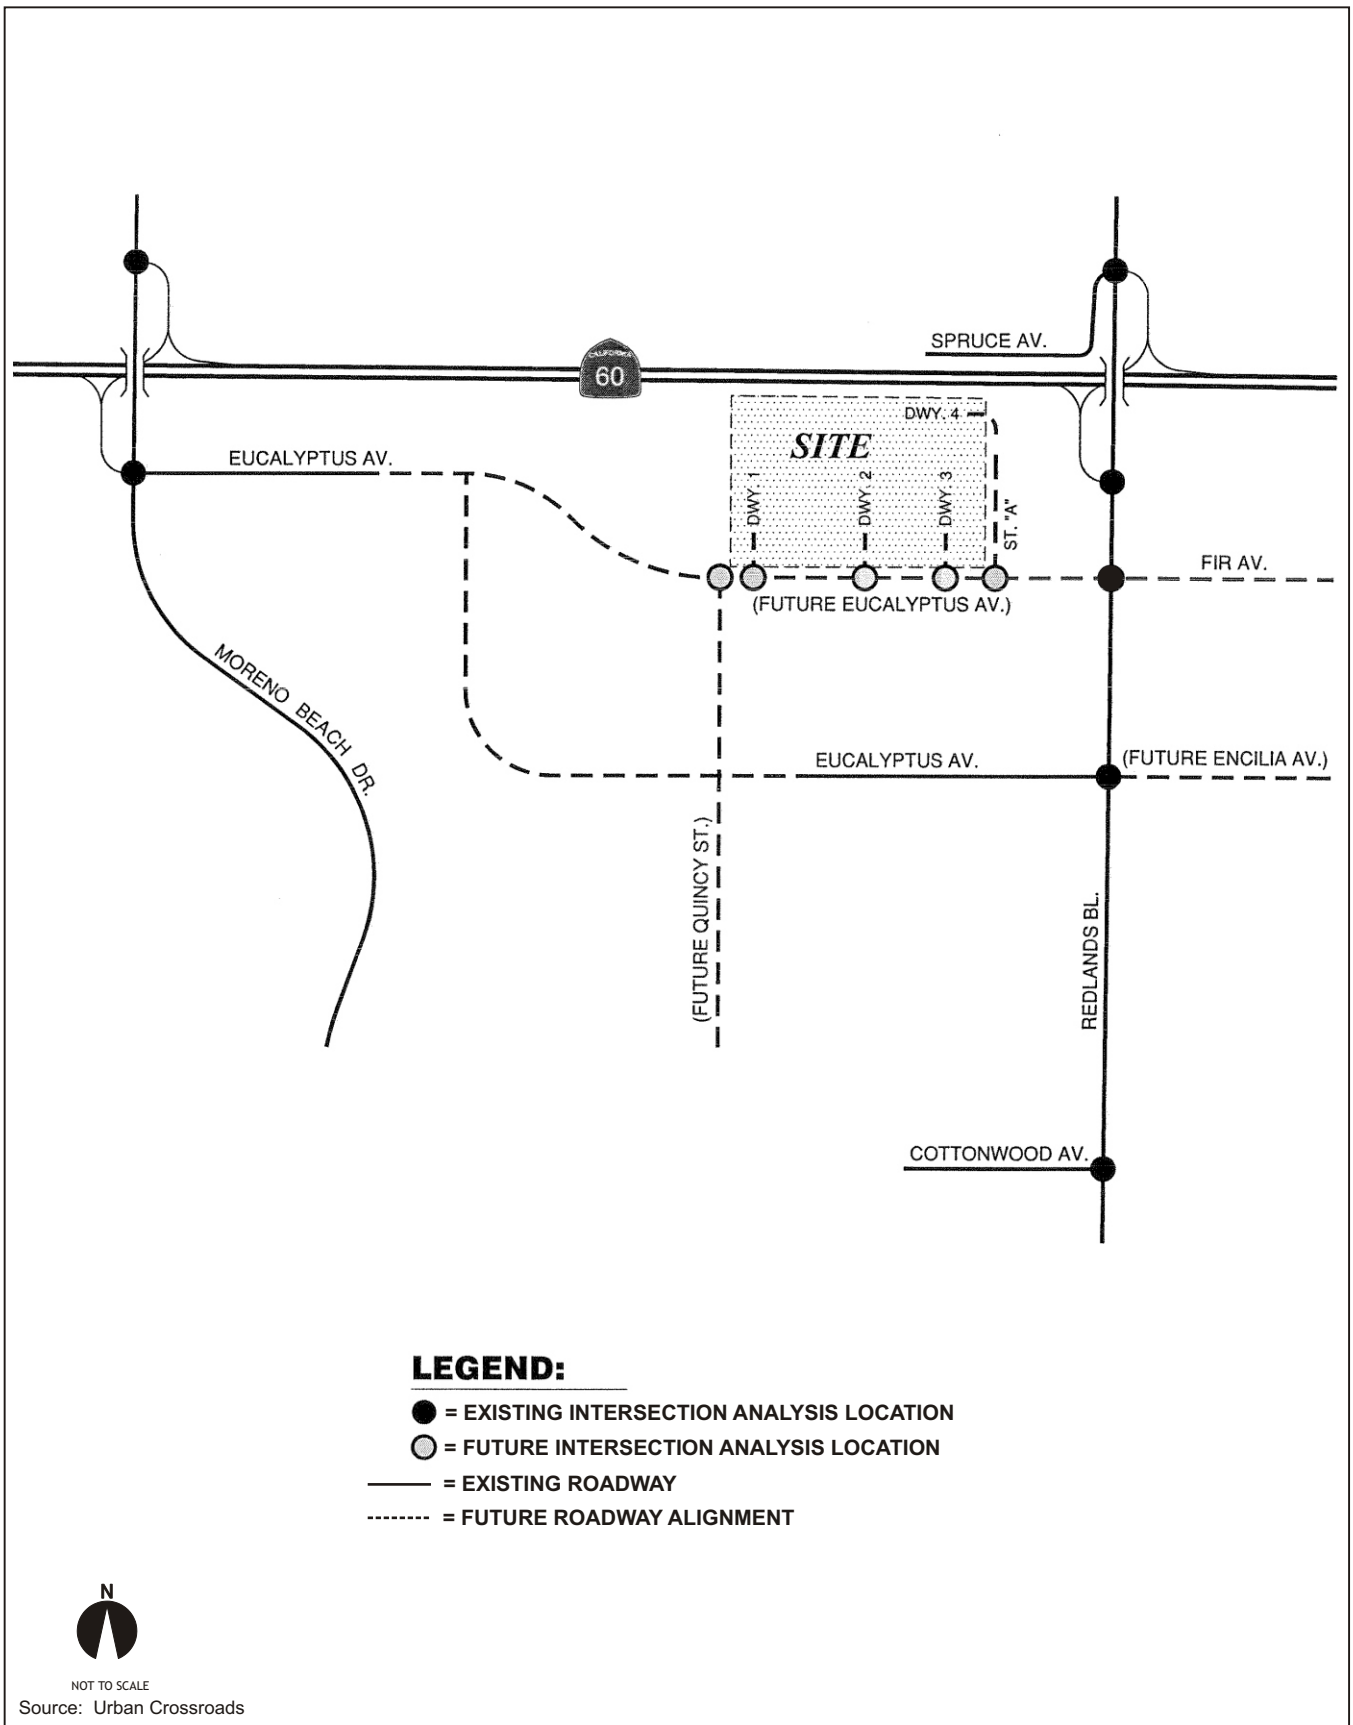 SPRUCE AV.
CALIFORNIA
60
DWY. 4
SITE
EUCALYPTUS AV.
DWY. 1
DWY. 2
DWY. 3
ST. "A"
FIR AV.
(FUTURE EUCALYPTUS AV.)
MORENO BEACH DR.
EUCALYPTUS AV.
(FUTURE ENCILIA AV.)
(FUTURE QUINCY ST.)
REDLANDS BL.
COTTONWOOD AV.
LEGEND:
= EXISTING INTERSECTION ANALYSIS LOCATION
= FUTURE INTERSECTION ANALYSIS LOCATION
= EXISTING ROADWAY
= FUTURE ROADWAY ALIGNMENT
N
NOT TO SCALE
Source: Urban Crossroads